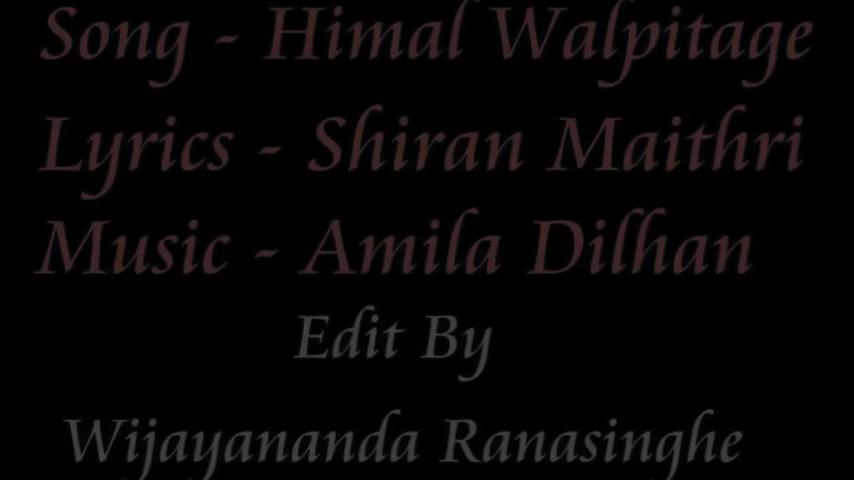 Song - Himal Walpitage
Lyrics - Shiran Maithri
Music - Amila Dilhan
Edit By
Wijayananda Ranasinghe